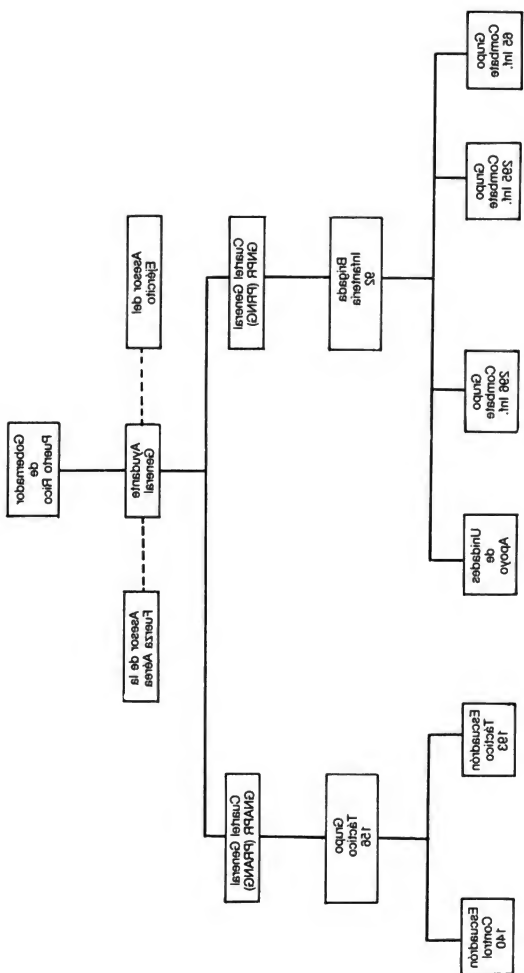 Gobernador
de
Puerto Rico
Asesor del
Ejército
Ayudante
General
Asesor de la
Fuerza Aérea
Cuartel General
GNPR (PRNG)
Cuartel General
GNAPR (PRANG)
Brigada
Infantería
92
Grupo
Táctico
156
Grupo
Combate
65 Inf.
Grupo
Combate
295 Inf.
Grupo
Combate
296 Inf.
Unidades
de
Apoyo
Escuadrón
Táctico
193
Escuadrón
Control
140